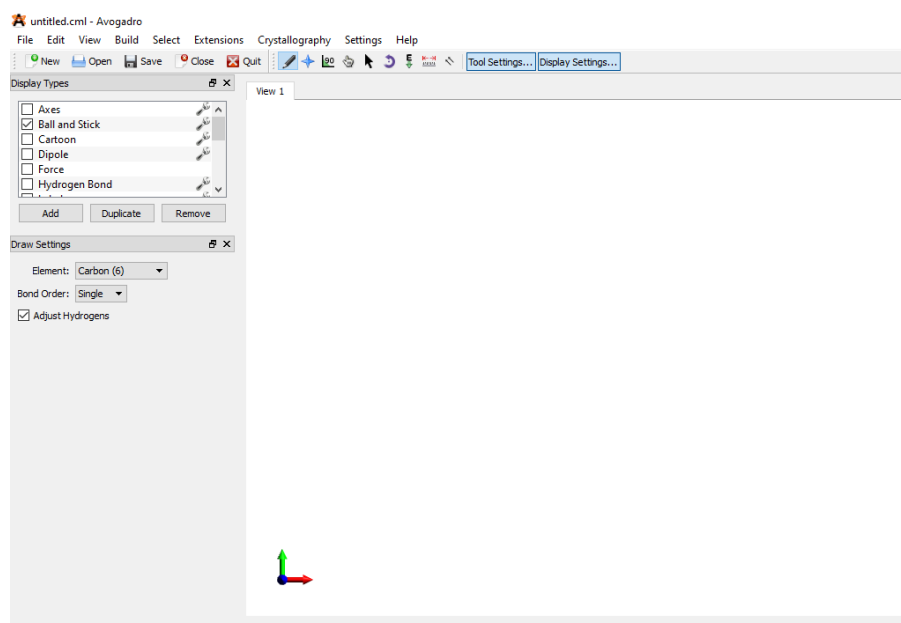 untitled.cml - Avogadro
File Edit View Build Select Extensions Crystallography Settings Help
New Open Save Close Quit Tool Settings... Display Settings...
Display Types
View 1
Axes
Ball and Stick
Cartoon
Dipole
Force
Hydrogen Bond
Add Duplicate Remove
Draw Settings
Element: Carbon (6)
Bond Order: Single
Adjust Hydrogens